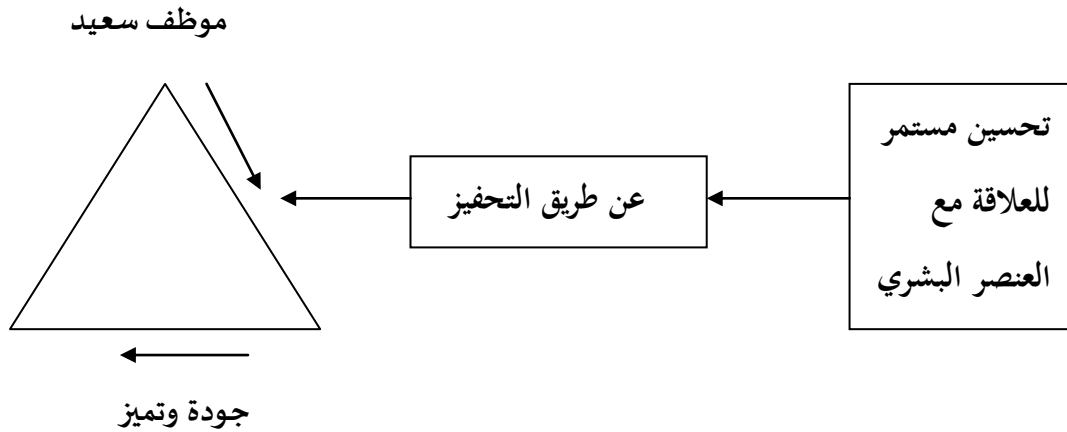 موظف سعيد
تحسين مستمر
للعلاقة مع
العنصر البشري
عن طريق التحفيز
جودة وتميز